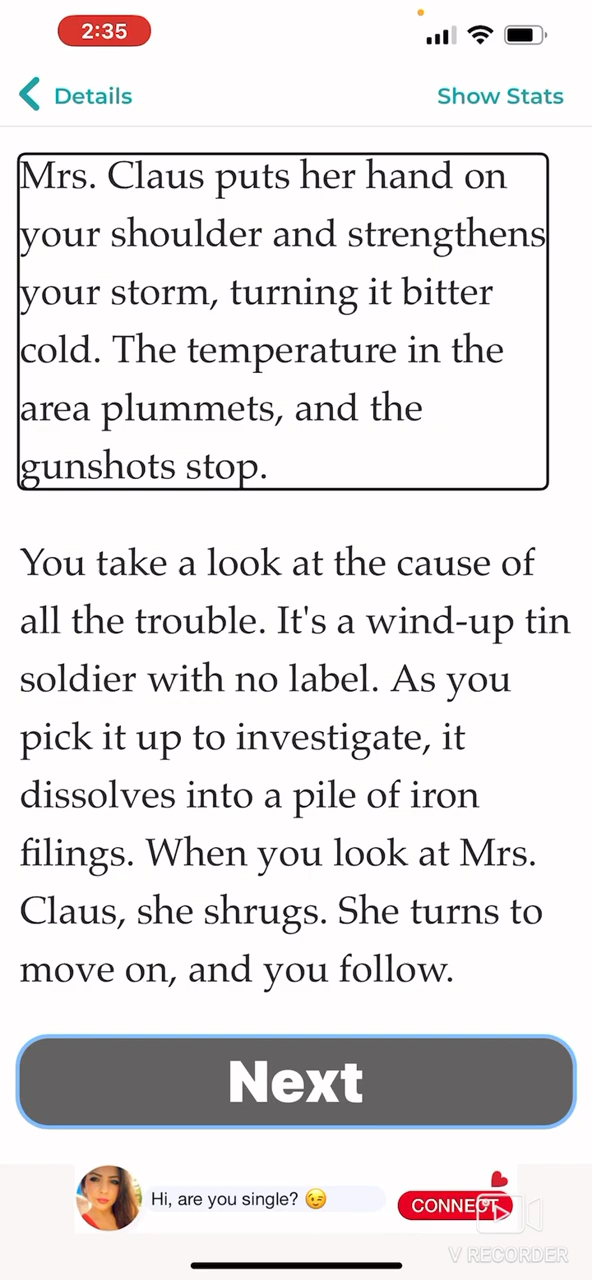 2:35
Details
Show Stats
Mrs. Claus puts her hand on
your shoulder and strengthens
your storm, turning it bitter
cold. The temperature in the
area plummets, and the
gunshots stop.
You take a look at the cause of
all the trouble. It's a wind-up tin
soldier with no label. As you
pick it up to investigate, it
dissolves into a pile of iron
filings. When you look at Mrs.
Claus, she shrugs. She turns to
move on, and you follow.
Next
Hi, are you single? 😉
CONNECT
V RECORDER